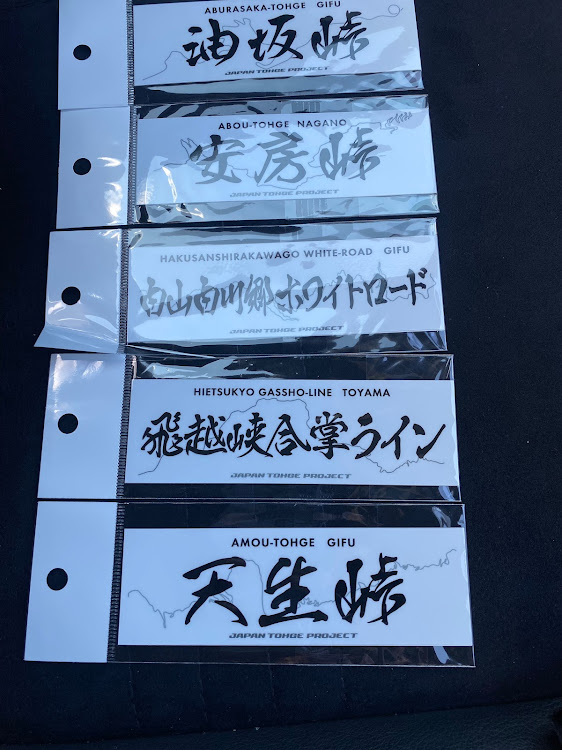 ABURASAKA-TOHGE GIFU
油坂峠
JAPAN TOHGE PROJECT
ABOU-TOHGE NAGANO
安房峠
JAPAN TOHGE PROJECT
HAKUSANSHIRAKAWAGO WHITE-ROAD GIFU
白山白川郷ホワイトロード
JAPAN TOHGE PROJECT
HIETSUKYO GASSHO-LINE TOYAMA
飛越峡合掌ライン
JAPAN TOHGE PROJECT
AMOU-TOHGE GIFU
天生峠
JAPAN TOHGE PROJECT